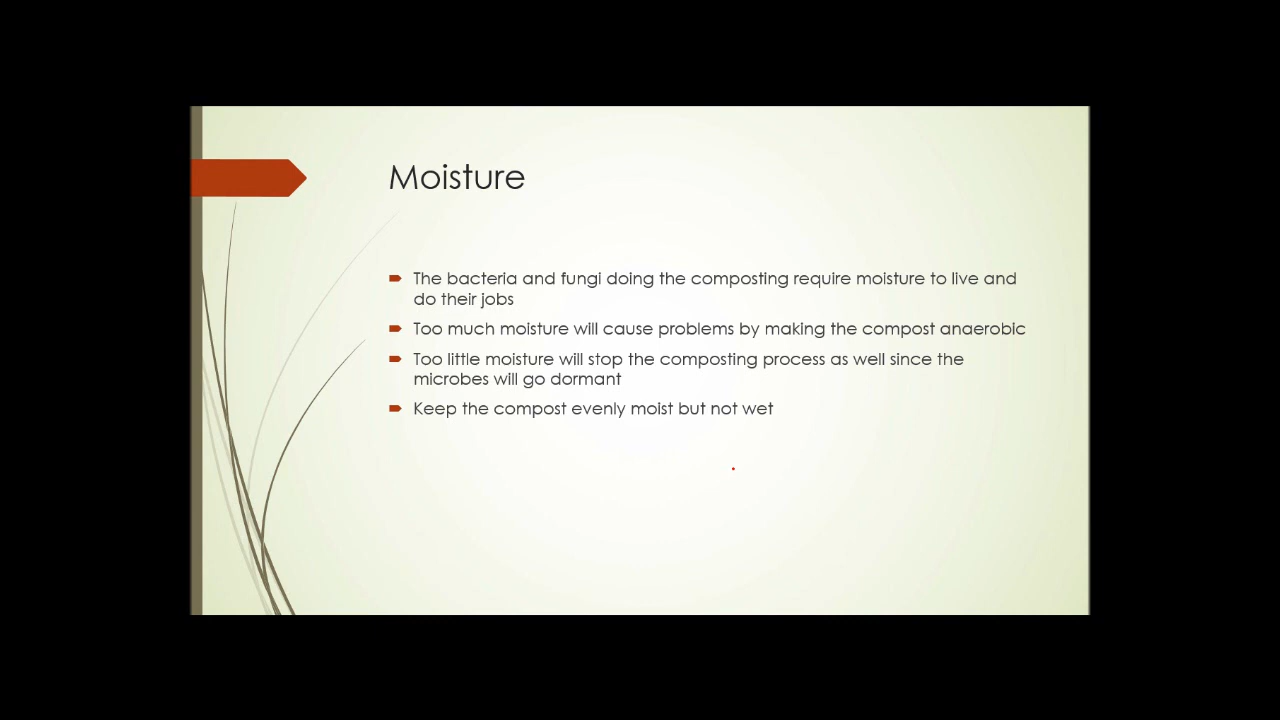 Moisture
The bacteria and fungi doing the composting require moisture to live and
do their jobs
Too much moisture will cause problems by making the compost anaerobic
Too little moisture will stop the composting process as well since the
microbes will go dormant
Keep the compost evenly moist but not wet